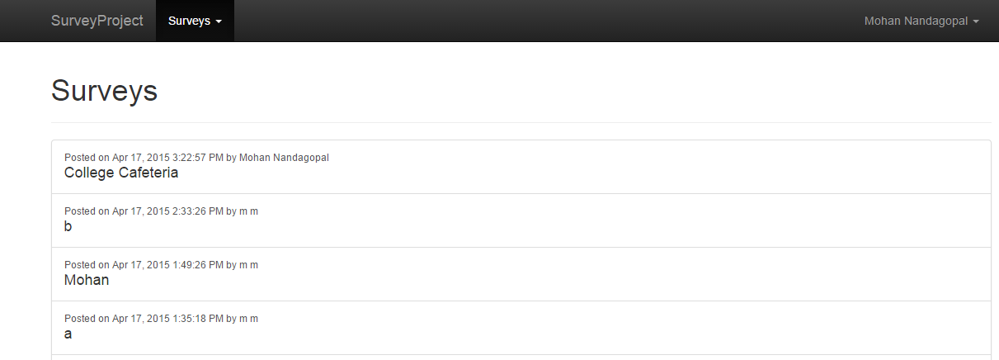 SurveyProject Surveys Mohan Nandagopal
Surveys
Posted on Apr 17, 2015 3:22:57 PM by Mohan Nandagopal
College Cafeteria
Posted on Apr 17, 2015 2:33:26 PM by m m
b
Posted on Apr 17, 2015 1:49:26 PM by m m
Mohan
Posted on Apr 17, 2015 1:35:18 PM by m m
a